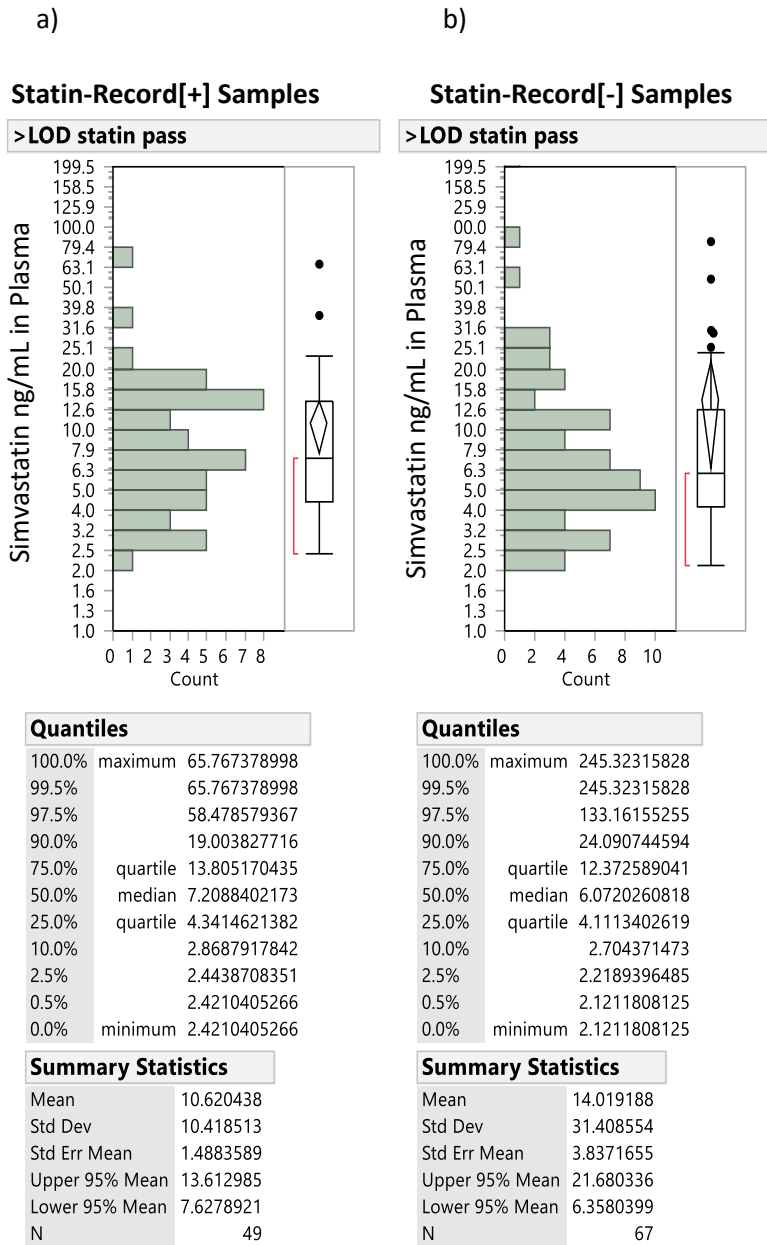 a)
b)
Statin-Record[+] Samples
Statin-Record[-] Samples
>LOD statin pass
>LOD statin pass
Simvastatin ng/mL in Plasma
199.5
158.5
125.9
100.0
79.4
63.1
50.1
39.8
31.6
25.1
20.0
15.8
12.6
10.0
7.9
6.3
5.0
4.0
3.2
2.5
2.0
1.6
1.3
1.0
0 1 2 3 4 5 6 7 8
Count
Simvastatin ng/mL in Plasma
199.5
158.5
25.9
00.0
79.4
63.1
50.1
39.8
31.6
25.1
20.0
15.8
12.6
10.0
7.9
6.3
5.0
4.0
3.2
2.5
2.0
1.6
1.3
1.0
0 2 4 6 8 10
Count
Quantiles
100.0% maximum 65.767378998
99.5% 65.767378998
97.5% 58.478579367
90.0% 19.003827716
75.0% quartile 13.805170435
50.0% median 7.2088402173
25.0% quartile 4.3414621382
10.0% 2.8687917842
2.5% 2.4438708351
0.5% 2.4210405266
0.0% minimum 2.4210405266
Summary Statistics
Mean 10.620438
Std Dev 10.418513
Std Err Mean 1.4883589
Upper 95% Mean 13.612985
Lower 95% Mean 7.6278921
N 49
Quantiles
100.0% maximum 245.32315828
99.5% 245.32315828
97.5% 133.16155255
90.0% 24.090744594
75.0% quartile 12.372589041
50.0% median 6.0720260818
25.0% quartile 4.1113402619
10.0% 2.704371473
2.5% 2.2189396485
0.5% 2.1211808125
0.0% minimum 2.1211808125
Summary Statistics
Mean 14.019188
Std Dev 31.408554
Std Err Mean 3.8371655
Upper 95% Mean 21.680336
Lower 95% Mean 6.3580399
N 67